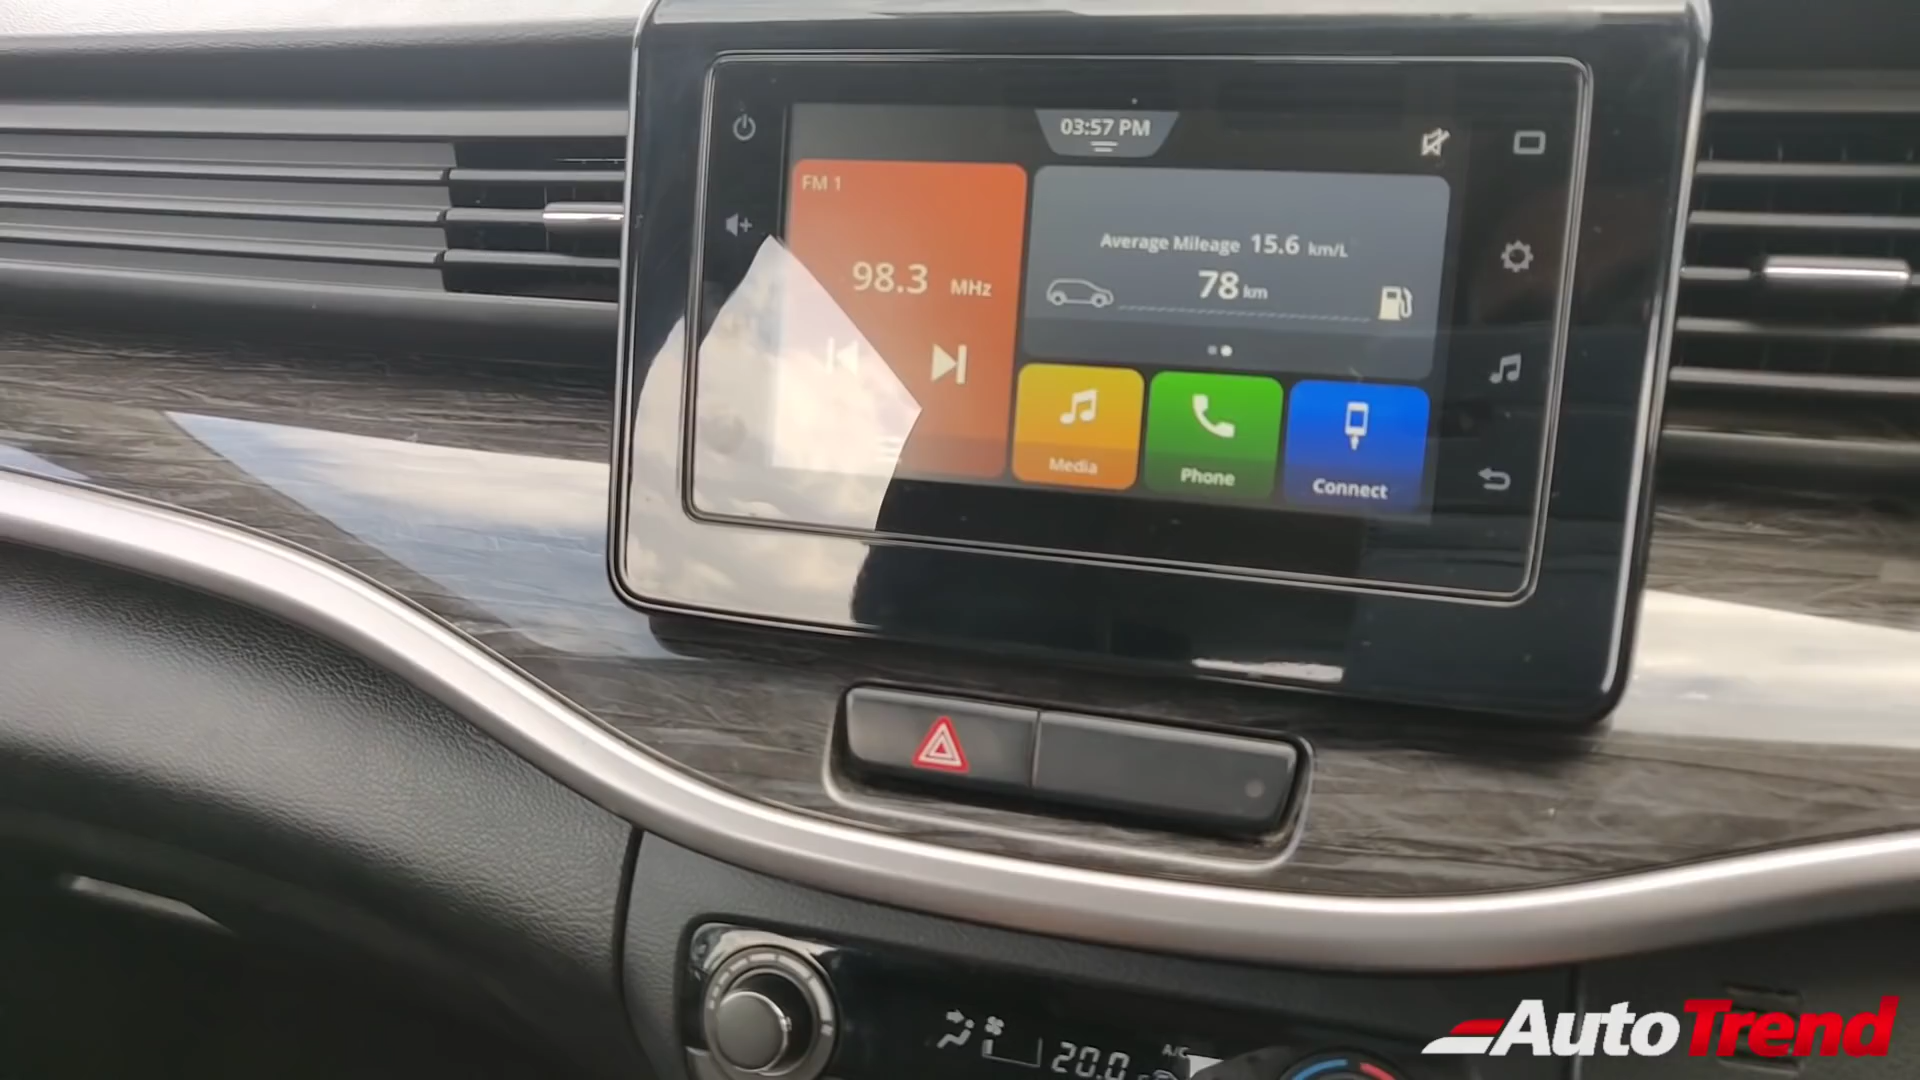 03:57 PM
FM 1
98.3 MHz
Average Mileage 15.6 km/L
78 km
Media
Phone
Connect
20.0
A/C
AutoTrend